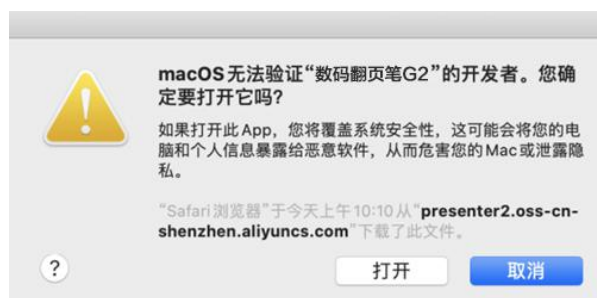 macOS无法验证“数码翻页笔G2”的开发者。您确
定要打开它吗?
如果打开此 App，您将覆盖系统安全性，这可能会将您的电
脑和个人信息暴露给恶意软件，从而危害您的 Mac 或泄露隐
私。
“Safari 浏览器”于今天上午10:10从“presenter2.oss-cn-
shenzhen.aliyuncs.com”下载了此文件。
?
打开
取消